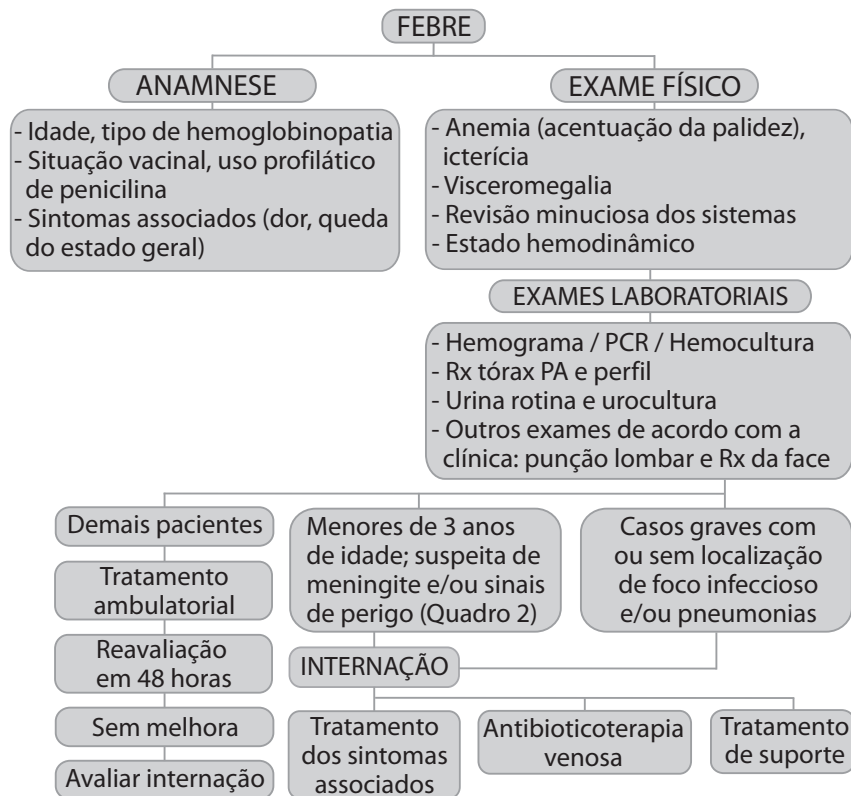 FEBRE
ANAMNESE
- Idade, tipo de hemoglobinopatia
- Situação vacinal, uso profilático
de penicilina
- Sintomas associados (dor, queda
do estado geral)
EXAME FÍSICO
- Anemia (acentuação da palidez),
icterícia
- Visceromegalia
- Revisão minuciosa dos sistemas
- Estado hemodinâmico
EXAMES LABORATORIAIS
- Hemograma / PCR / Hemocultura
- Rx tórax PA e perfil
- Urina rotina e urocultura
- Outros exames de acordo com a
clínica: punção lombar e Rx da face
Demais pacientes
Tratamento
ambulatorial
Reavaliação
em 48 horas
Sem melhora
Avaliar internação
Menores de 3 anos
de idade; suspeita de
meningite e/ou sinais
de perigo (Quadro 2)
Casos graves com
ou sem localização
de foco infeccioso
e/ou pneumonias
INTERNAÇÃO
Tratamento
dos sintomas
associados
Antibioticoterapia
venosa
Tratamento
de suporte